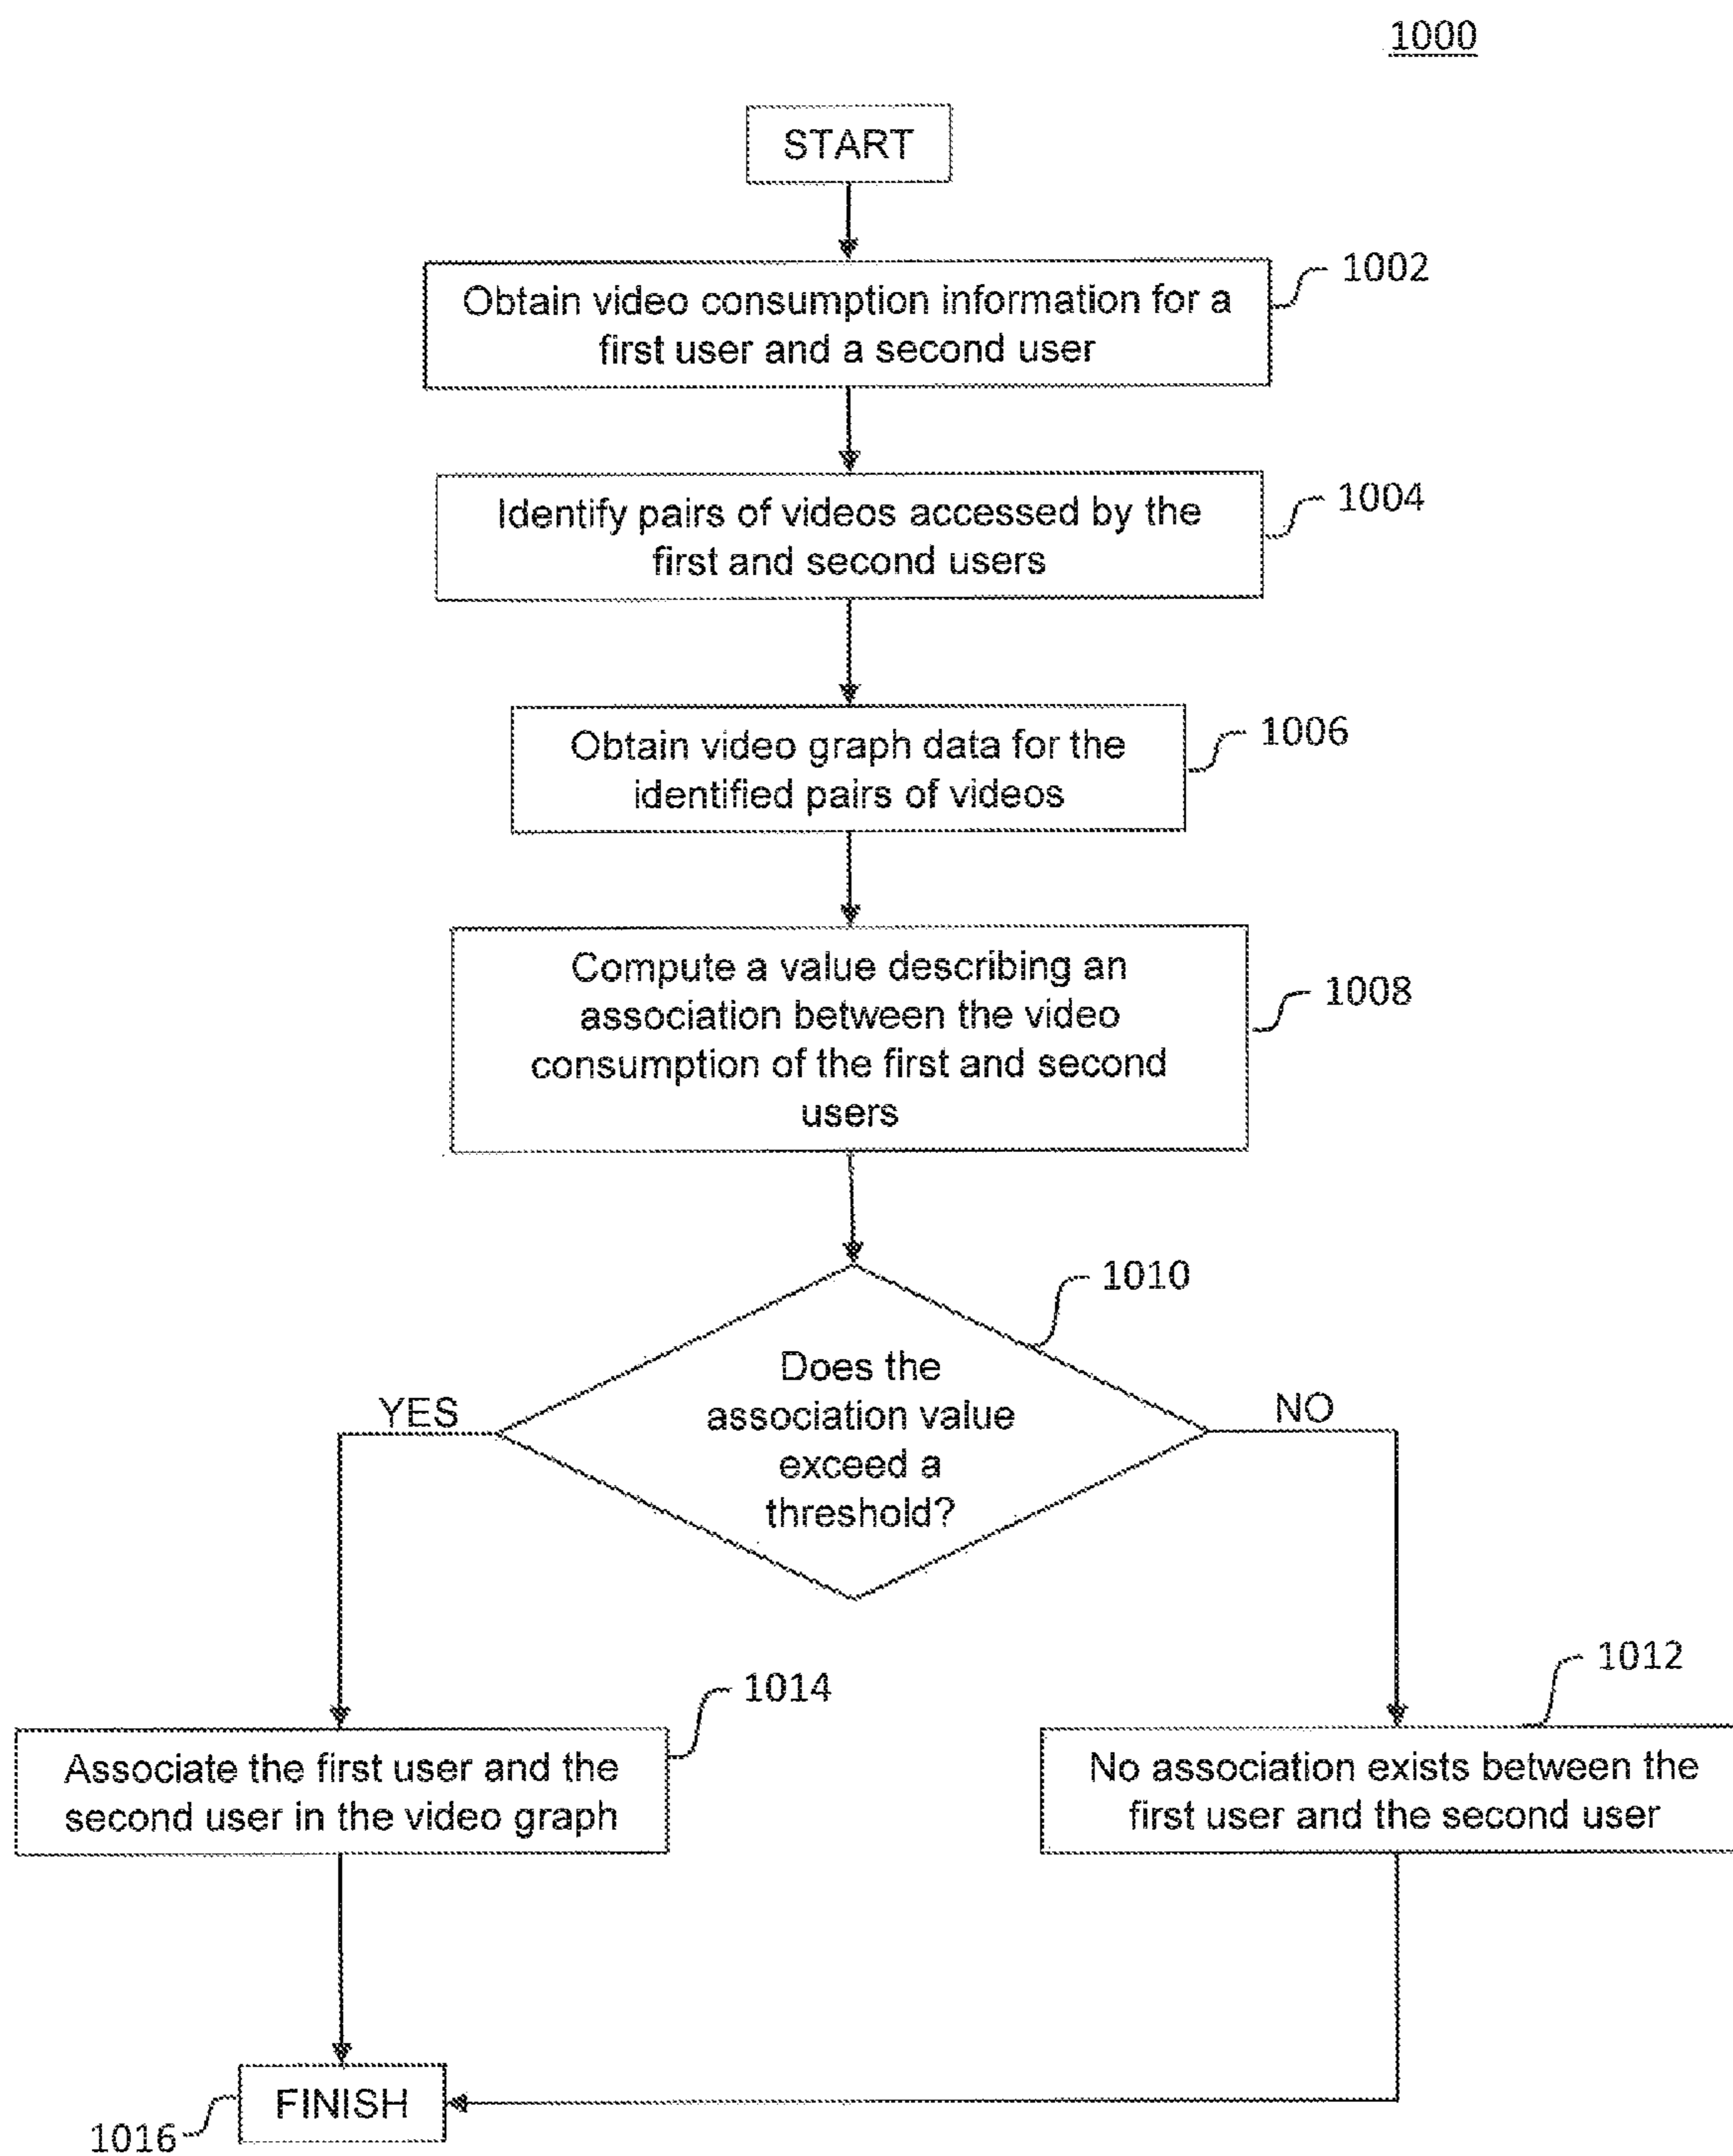 1000
START
Obtain video consumption information for a
first user and a second user
1002
Identify pairs of videos accessed by the
first and second users
1004
Obtain video graph data for the
identified pairs of videos
1006
Compute a value describing an
association between the video
consumption of the first and second
users
1008
Does the
association value
exceed a
threshold?
1010
YES
NO
1014
Associate the first user and the
second user in the video graph
1012
No association exists between the
first user and the second user
FINISH
1016